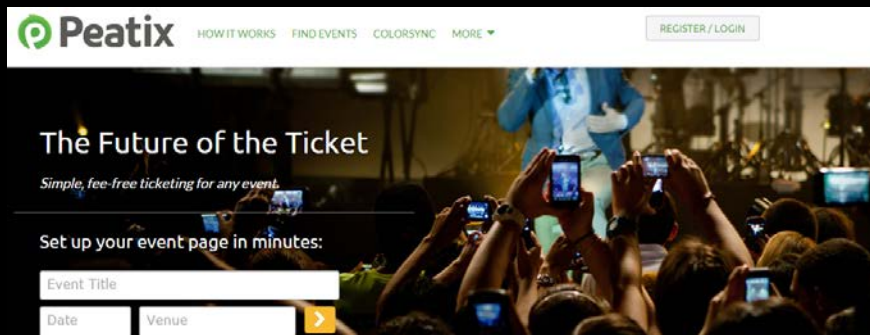 Peatix HOW IT WORKS FIND EVENTS COLORSYNC MORE REGISTER / LOGIN
The Future of the Ticket
Simple, fee-free ticketing for any event.
Set up your event page in minutes:
Event Title
Date Venue